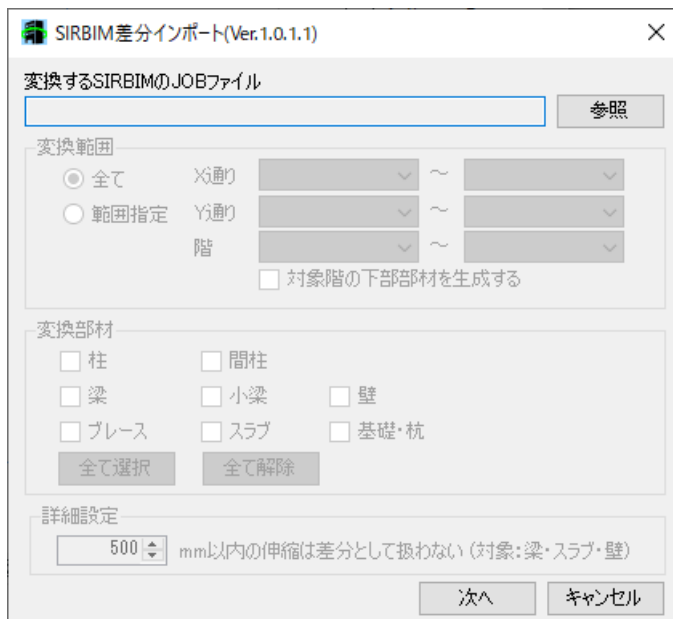 SIRBIM差分インポート(Ver.1.0.1.1)
変換するSIRBIMのJOBファイル
参照
変換範囲
全て
X通り
～
範囲指定
Y通り
～
階
～
対象階の下部部材を生成する
変換部材
柱
間柱
梁
小梁
壁
ブレース
スラブ
基礎・杭
全て選択
全て解除
詳細設定
500 mm以内の伸縮は差分として扱わない(対象:梁・スラブ・壁)
次へ
キャンセル